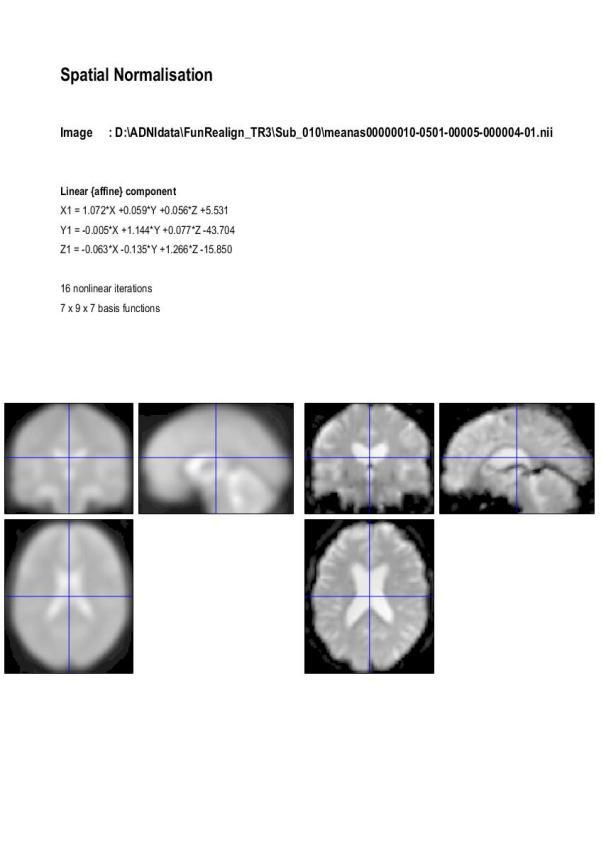 Spatial Normalisation
Image : D:\ADNIdata\FunRealign_TR3\Sub_010\meanas00000010-0501-00005-000004-01.nii
Linear {affine} component
X1 = 1.072*X +0.059*Y +0.056*Z +5.531
Y1 = -0.005*X +1.144*Y +0.077*Z -43.704
Z1 = -0.063*X -0.135*Y +1.266*Z -15.850
16 nonlinear iterations
7 x 9 x 7 basis functions